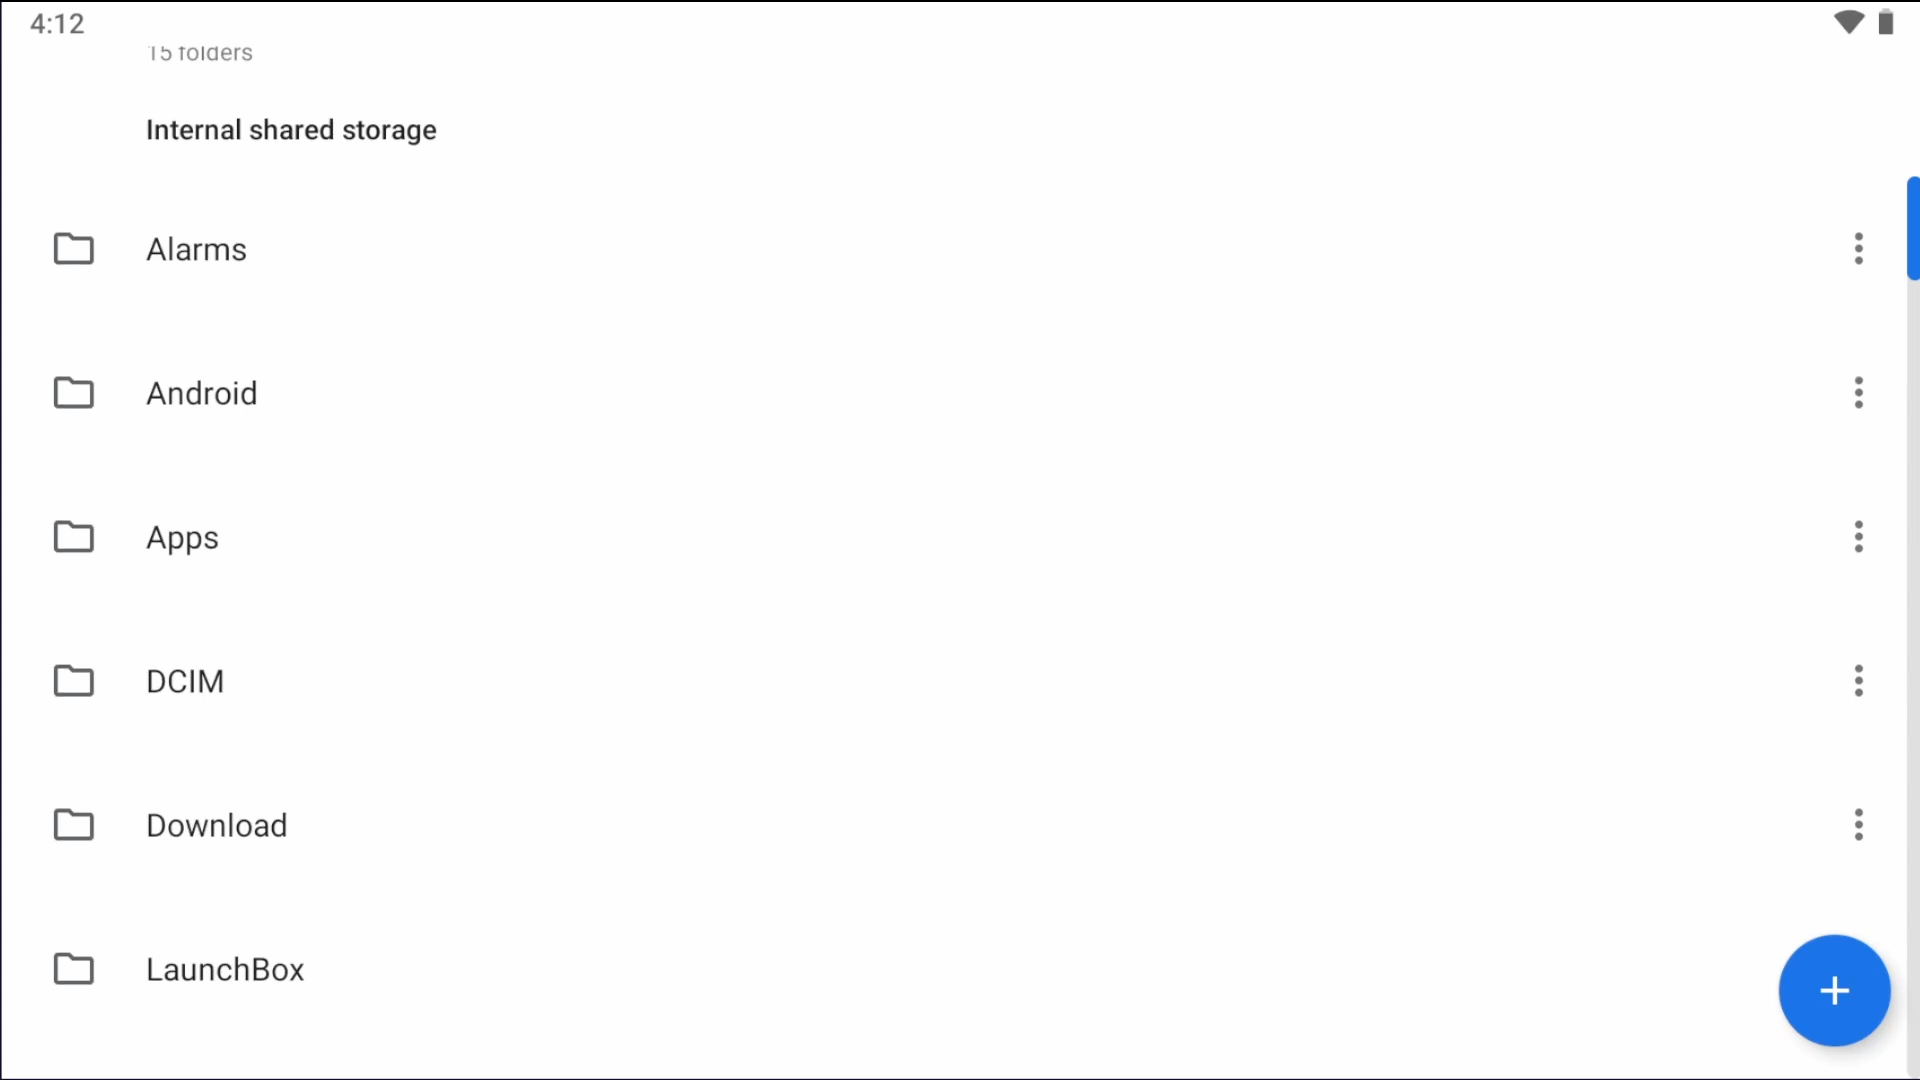 4:12
15 folders
Internal shared storage
Alarms
Android
Apps
DCIM
Download
LaunchBox